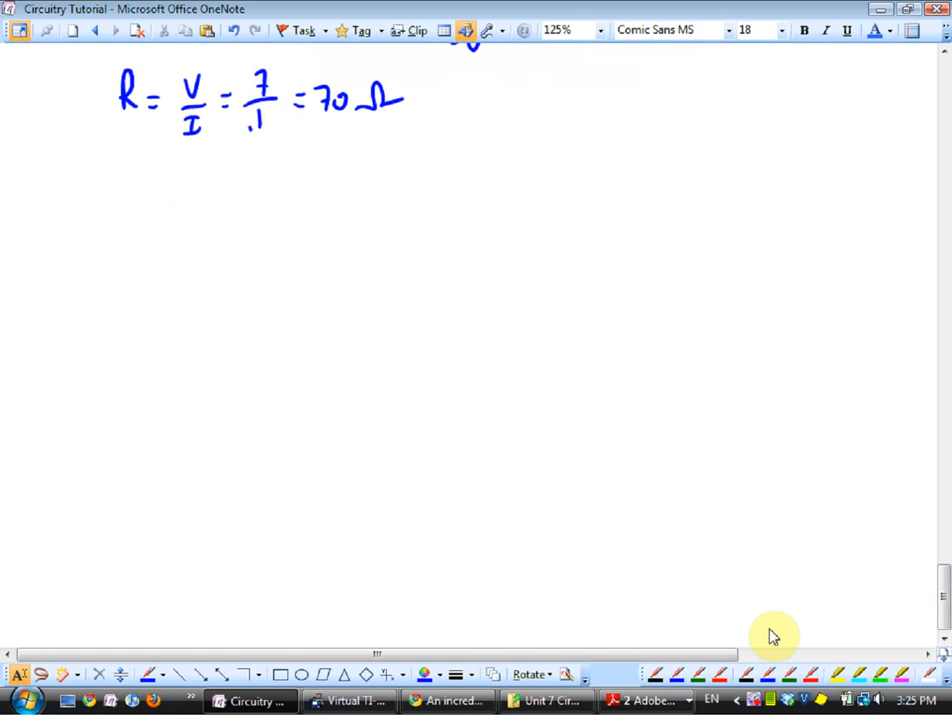 Circuitry Tutorial - Microsoft Office OneNote
Task Tag Clip 125% Comic Sans MS 18 B I U A
R = V/I = 7/.1 = 70 Ω
Rotate
Circuitry ... Virtual TI-... An incred... Unit 7 Cir... 2 Adobe... EN 3:25 PM